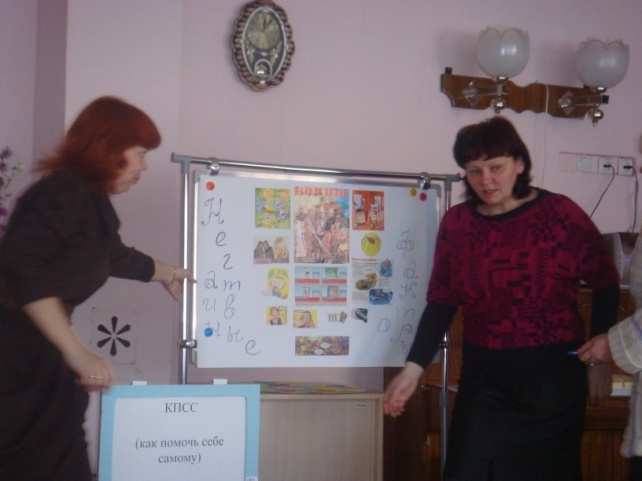 Негативные
факторы
КПСС
(как помочь себе
самому)